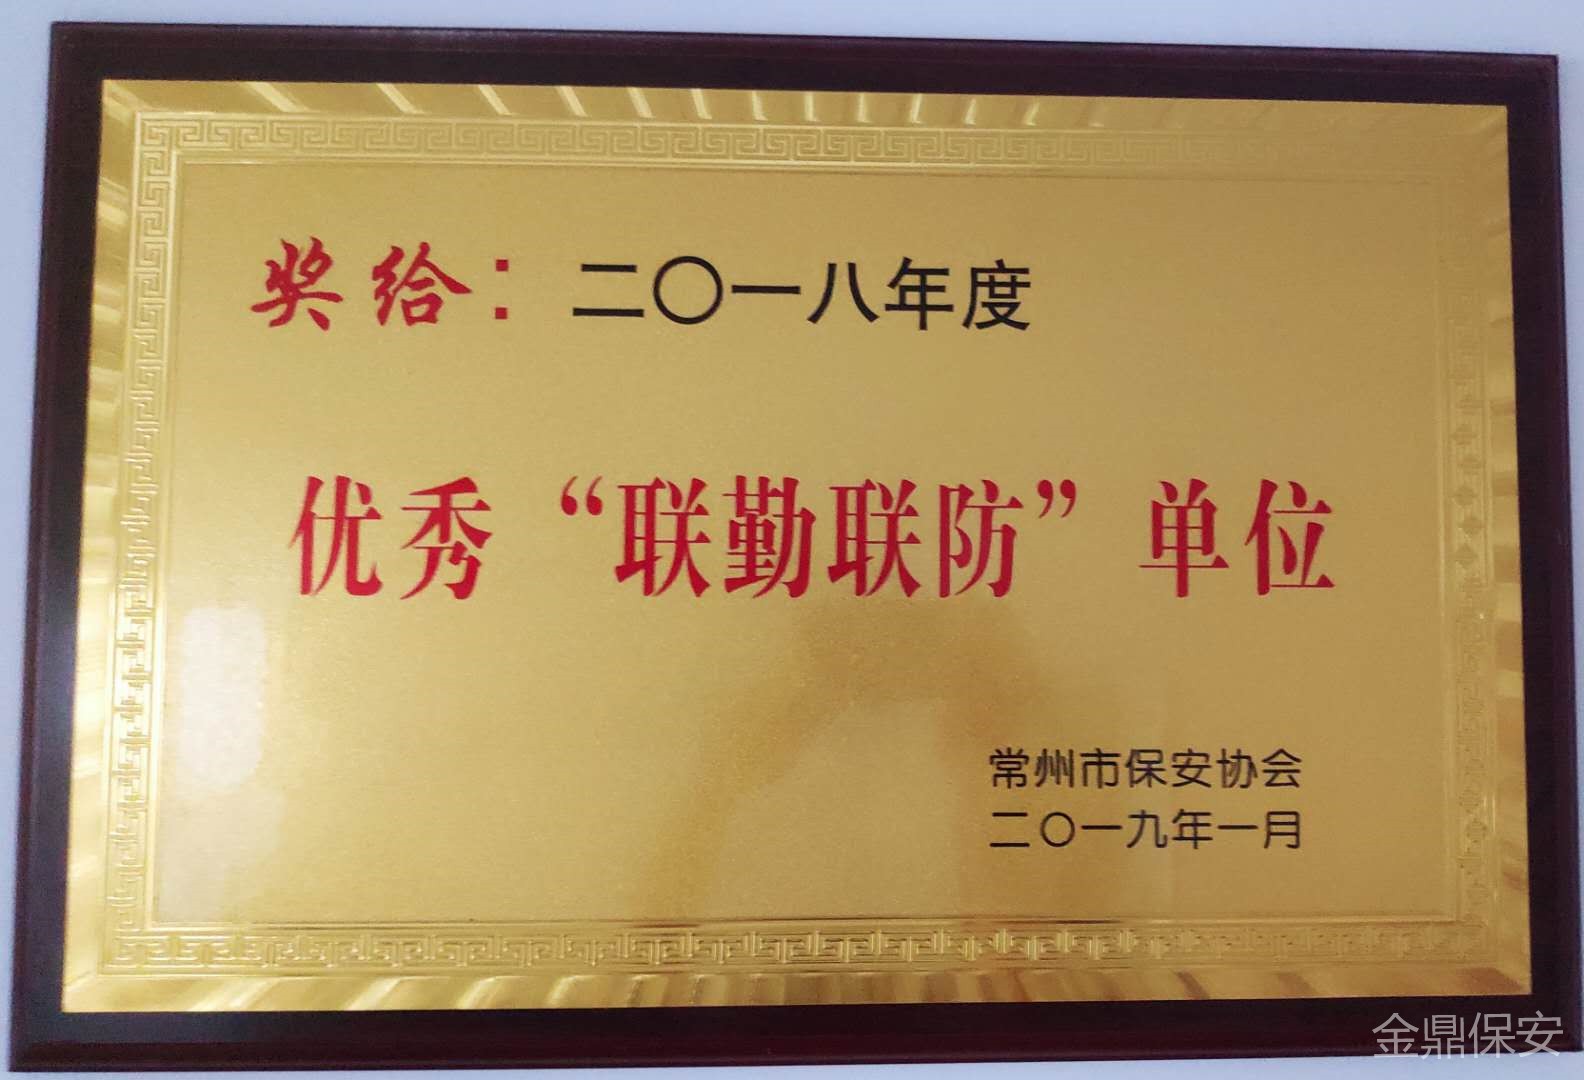 奖给：二〇一八年度
优秀“联勤联防”单位
常州市保安协会
二〇一九年一月
金鼎保安